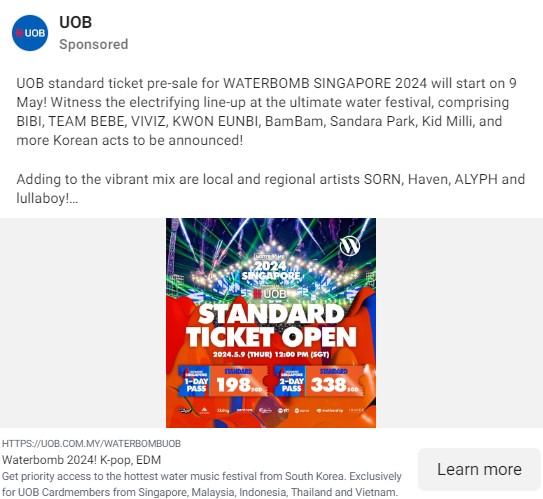 UOB
UOB
Sponsored
UOB standard ticket pre-sale for WATERBOMB SINGAPORE 2024 will start on 9
May! Witness the electrifying line-up at the ultimate water festival, comprising
BIBI, TEAM BEBE, VIVIZ, KWON EUNBI, BamBam, Sandara Park, Kid Milli, and
more Korean acts to be announced!
Adding to the vibrant mix are local and regional artists SORN, Haven, ALYPH and
lullaboy!...
WATERBOMB
2024
SINGAPORE
UOB
STANDARD
TICKET OPEN
2024.5.9 (THUR) 12:00 PM (SGT)
SINGAPORE
1-DAY
PASS
STANDARD
198 SGD
SINGAPORE
2-DAY
PASS
STANDARD
338 SGD
HTTPS://UOB.COM.MY/WATERBOMBUOB
Waterbomb 2024! K-pop, EDM
Get priority access to the hottest water music festival from South Korea. Exclusively
for UOB Cardmembers from Singapore, Malaysia, Indonesia, Thailand and Vietnam.
Learn more